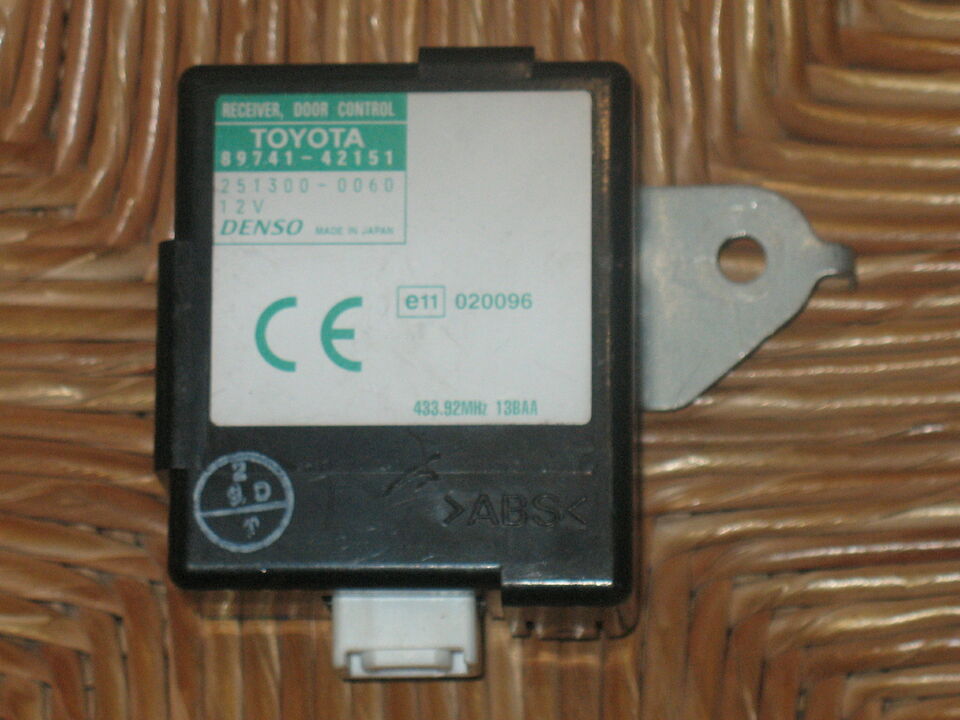 RECEIVER, DOOR CONTROL
TOYOTA
89741-42151
251300-0060
12V
DENSO MADE IN JAPAN
CE e11 020096
433.92MHz 13BAA
2
D
T
>ABS<